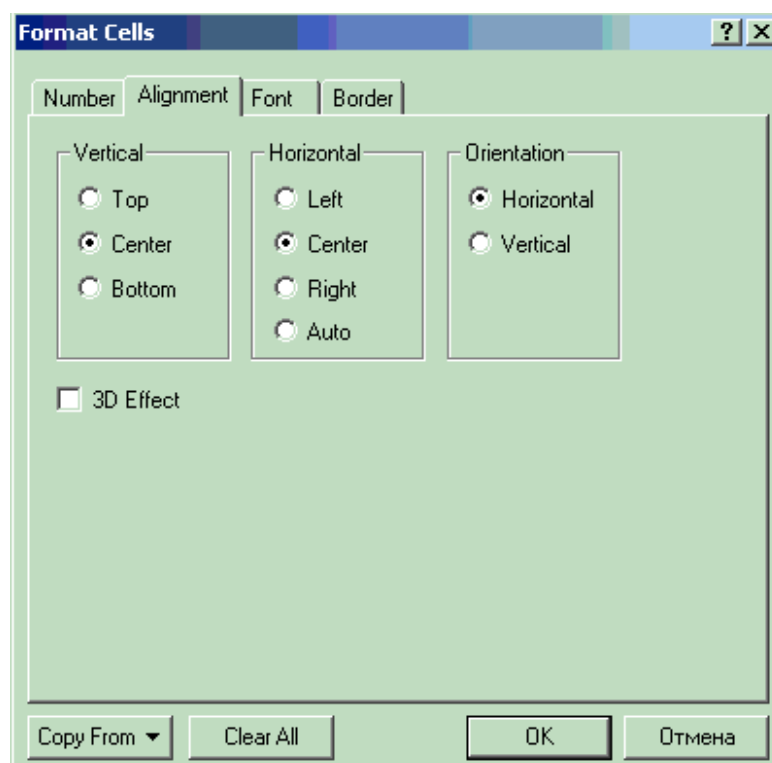 Format Cells
Number Alignment Font Border
Vertical Horizontal Orientation
Top Left Horizontal
Center Center Vertical
Bottom Right
Auto
3D Effect
Copy From Clear All OK Отмена